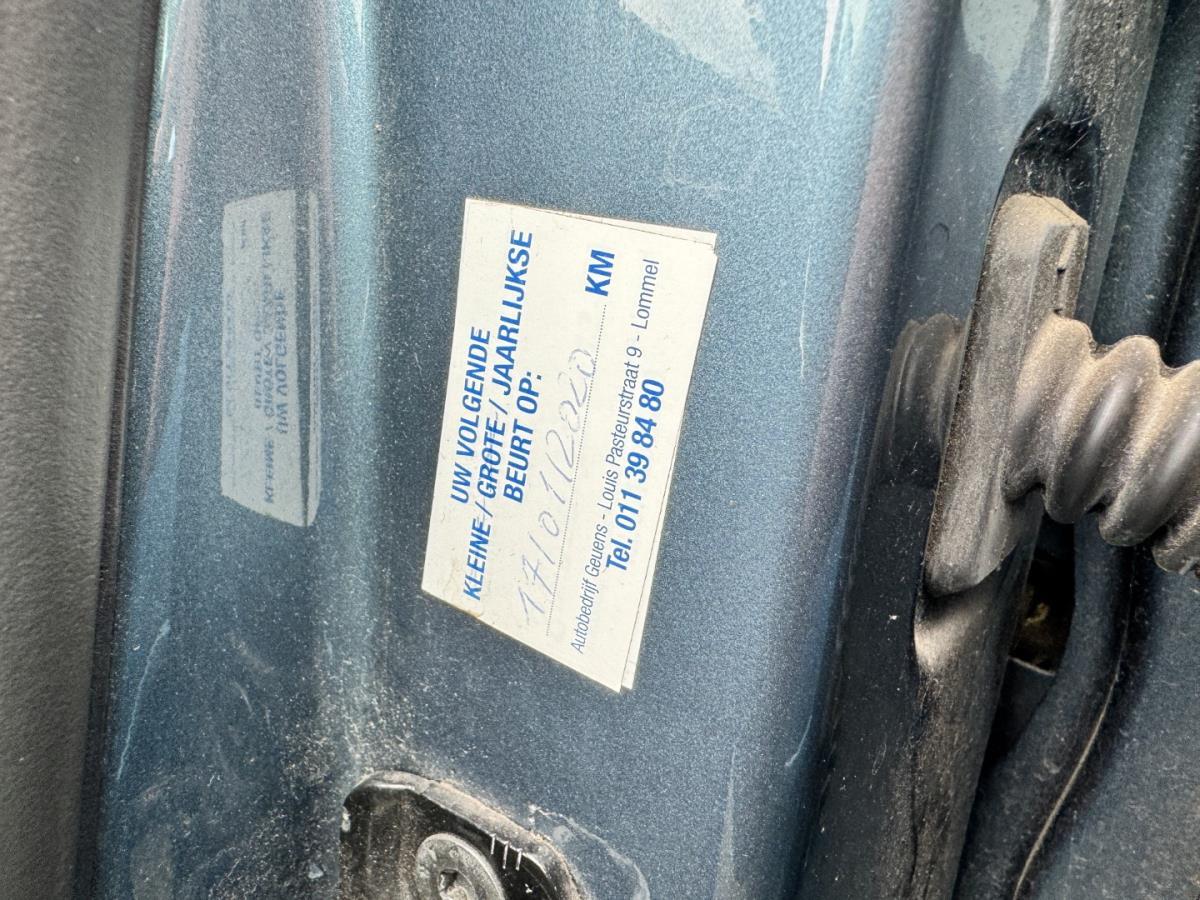 UW VOLGENDE
KLEINE / GROTE / JAARLIJKSE
BEURT OP:
17/01/2020 KM
Autobedrijf Geuens - Louis Pasteurstraat 9 - Lommel
Tel. 011 39 84 80